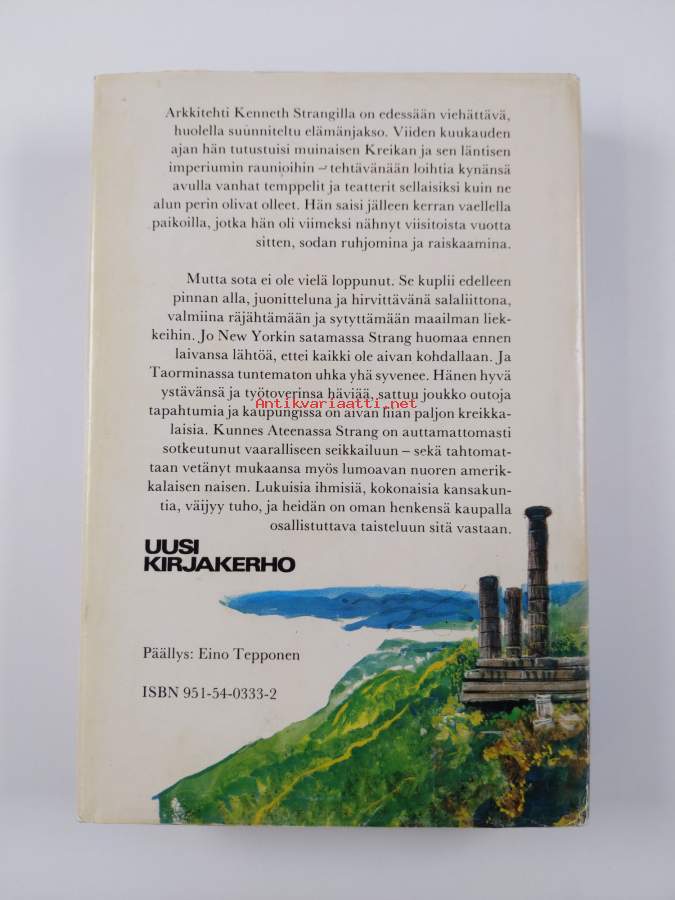 Arkkitehti Kenneth Strangilla on edessään viehättävä,
huolella suunniteltu elämänjakso. Viiden kuukauden
ajan hän tutustuisi muinaisen Kreikan ja sen läntisen
imperiumin raunioihin – tehtävänään loihtia kynänsä
avulla vanhat temppelit ja teatterit sellaisiksi kuin ne
alun perin olivat olleet. Hän saisi jälleen kerran vaellella
paikoilla, jotka hän oli viimeksi nähnyt viisitoista vuotta
sitten, sodan ruhjomina ja raiskaamina.
Mutta sota ei ole vielä loppunut. Se kuplii edelleen
pinnan alla, juonitteluna ja hirvittävänä salaliittona,
valmiina räjähtämään ja sytyttämään maailman liek-
keihin. Jo New Yorkin satamassa Strang huomaa ennen
laivansa lähtöä, ettei kaikki ole aivan kohdallaan. Ja
Taorminassa tuntematon uhka yhä syvenee. Hänen hyvä
ystävänsä ja työtoverinsa häviää, sattuu joukko outoja
Antikvariaatti.net
tapahtumia ja kaupungissa on aivan liian paljon kreikka-
laisia. Kunnes Ateenassa Strang on auttamattomasti
sotkeutunut vaaralliseen seikkailuun – sekä tahtomat-
taan vetänyt mukaansa myös lumoavan nuoren amerik-
kalaisen naisen. Lukuisia ihmisiä, kokonaisia kansakun-
tia, väijyy tuho, ja heidän on oman henkensä kaupalla
osallistuttava taisteluun sitä vastaan.
UUSI
KIRJAKERHO
Päällys: Eino Tepponen
ISBN 951-54-0333-2